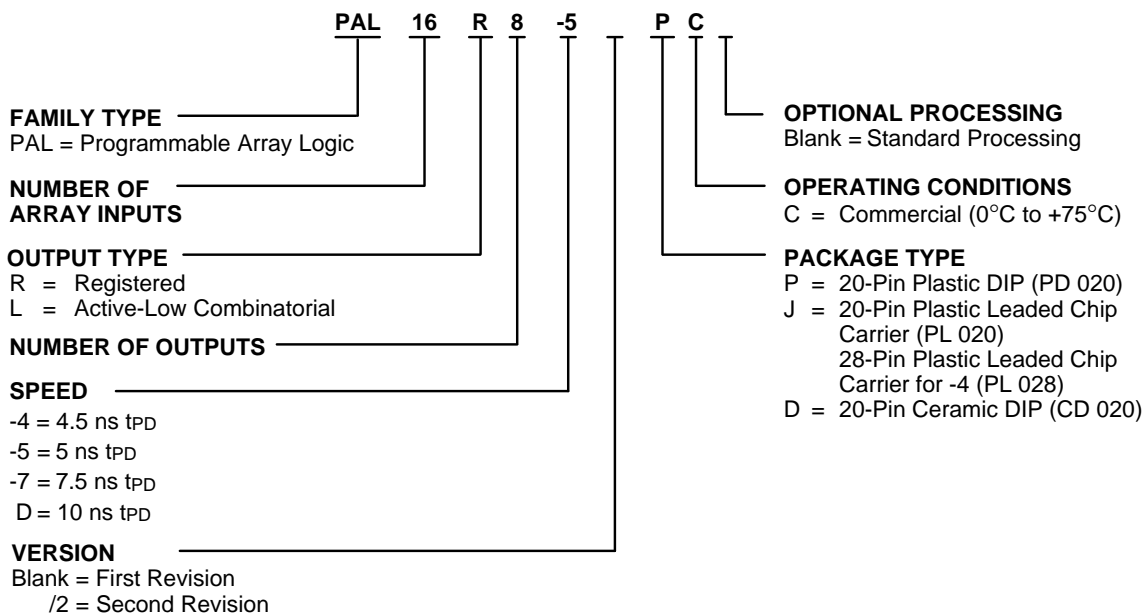 PAL 16 R 8 -5 P C
FAMILY TYPE
PAL = Programmable Array Logic
NUMBER OF
ARRAY INPUTS
OUTPUT TYPE
R = Registered
L = Active-Low Combinatorial
NUMBER OF OUTPUTS
SPEED
-4 = 4.5 ns tPD
-5 = 5 ns tPD
-7 = 7.5 ns tPD
D = 10 ns tPD
VERSION
Blank = First Revision
/2 = Second Revision
OPTIONAL PROCESSING
Blank = Standard Processing
OPERATING CONDITIONS
C = Commercial (0°C to +75°C)
PACKAGE TYPE
P = 20-Pin Plastic DIP (PD 020)
J = 20-Pin Plastic Leaded Chip
Carrier (PL 020)
28-Pin Plastic Leaded Chip
Carrier for -4 (PL 028)
D = 20-Pin Ceramic DIP (CD 020)